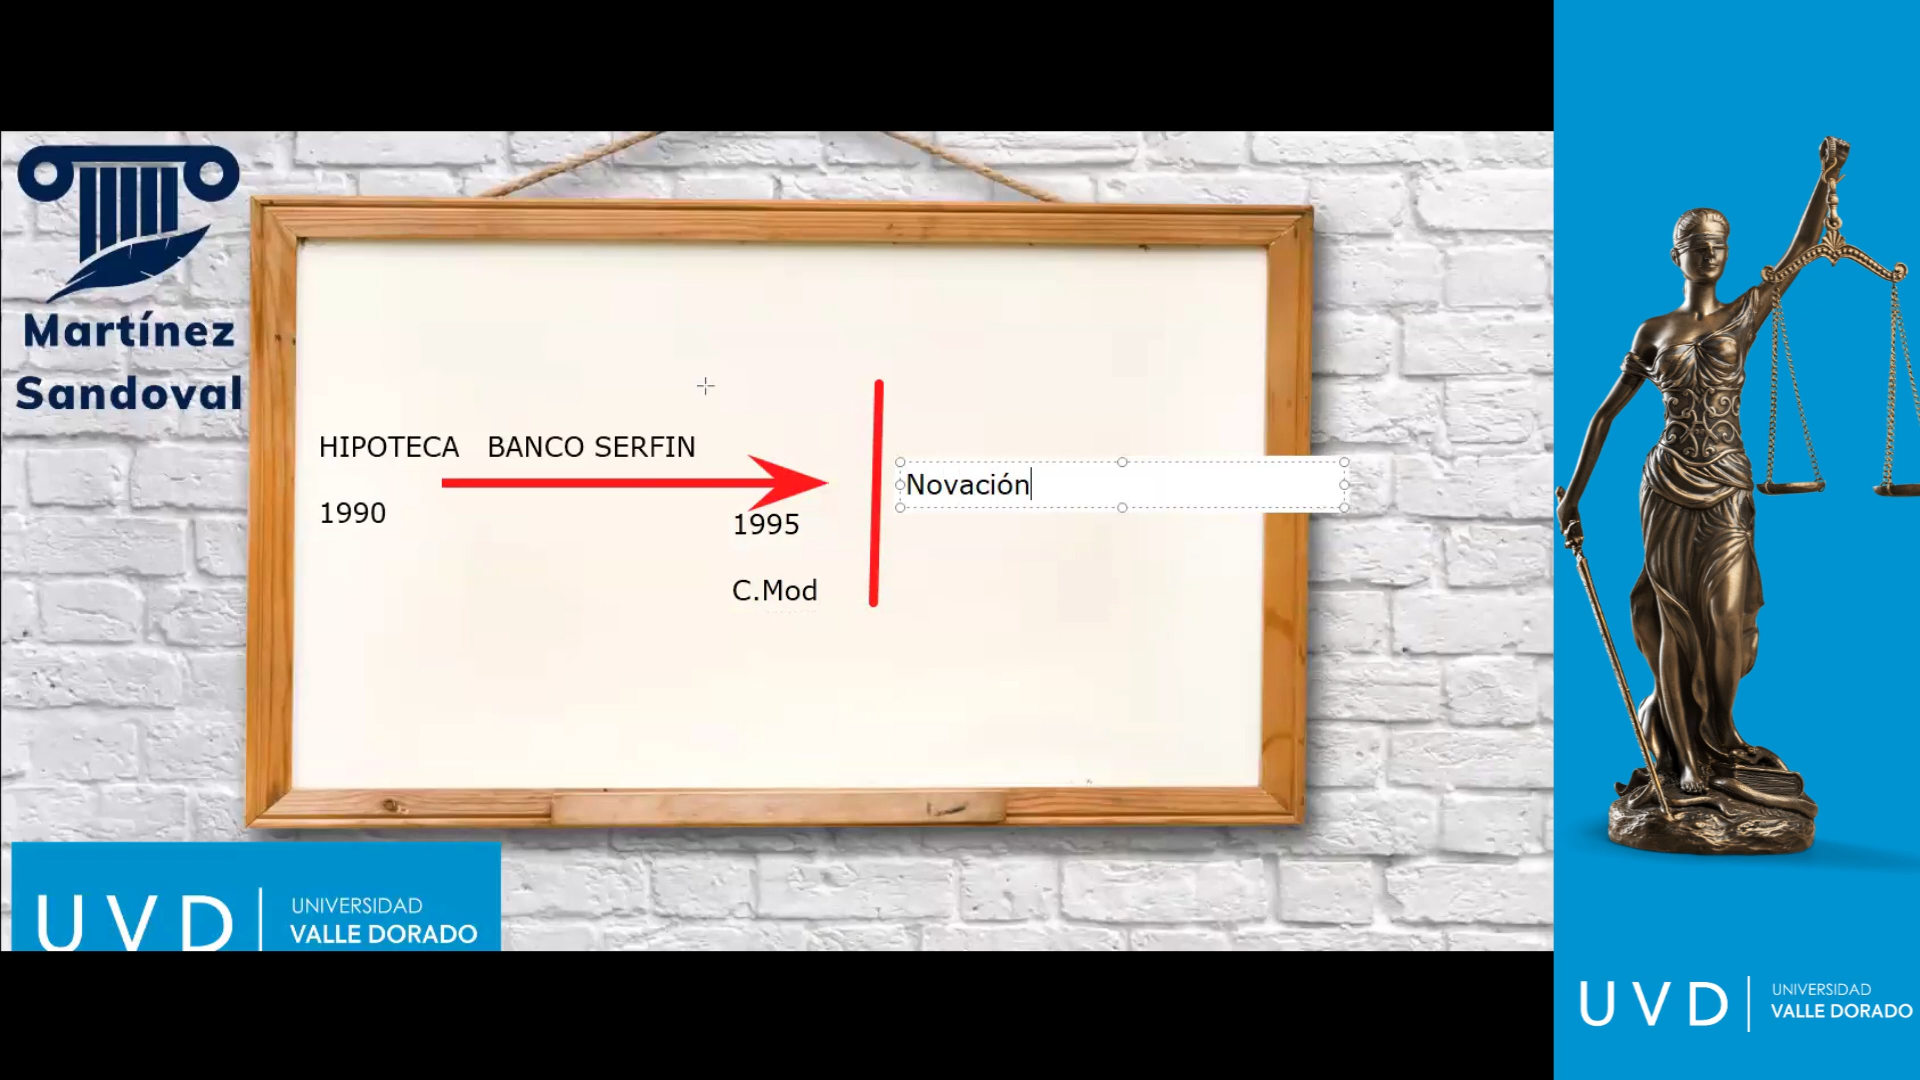 Martínez
Sandoval
HIPOTECA BANCO SERFIN
1990
1995
C.Mod
Novación
UVD
UNIVERSIDAD
VALLE DORADO
UVD
UNIVERSIDAD
VALLE DORADO